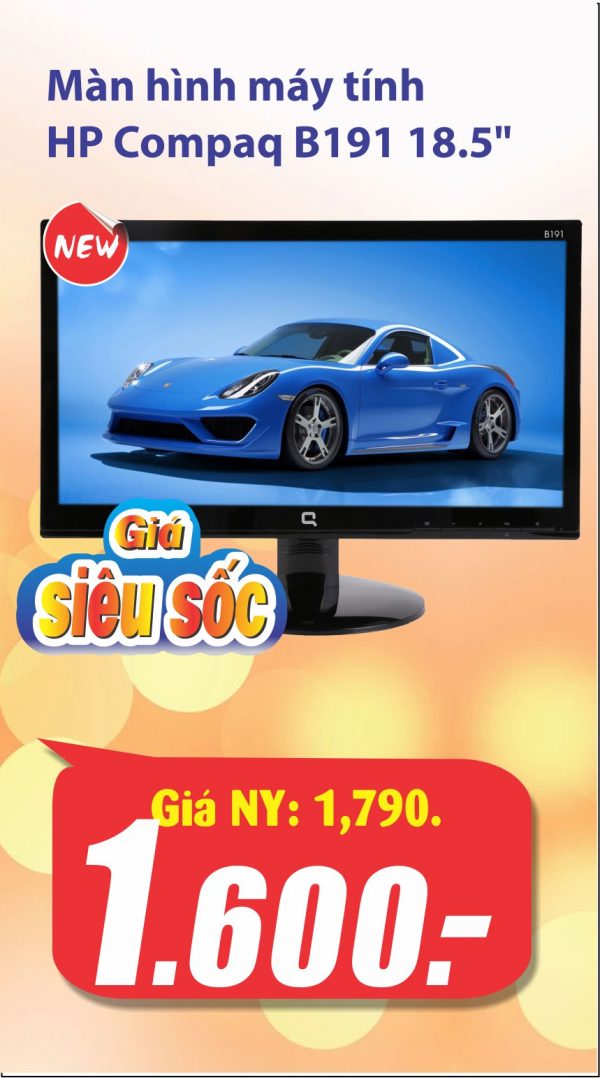 Màn hình máy tính
HP Compaq B191 18.5"
NEW
B191
Giá
siêu sốc
Giá NY: 1,790.
1.600.-